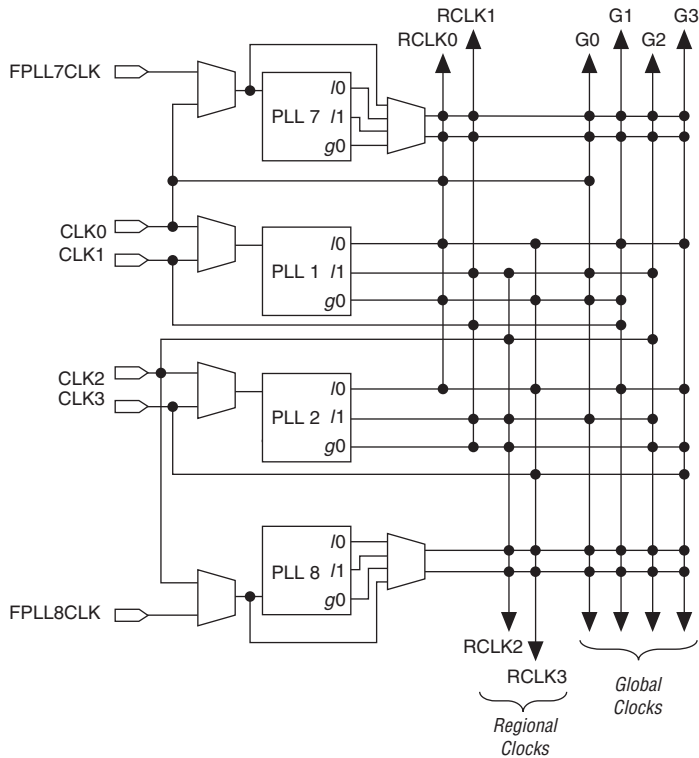 RCLK1
RCLK0
G0
G1
G2
G3
FPLL7CLK
PLL 7
l0
l1
g0
CLK0
CLK1
PLL 1
l0
l1
g0
CLK2
CLK3
PLL 2
l0
l1
g0
PLL 8
l0
l1
g0
FPLL8CLK
RCLK2
RCLK3
Regional
Clocks
Global
Clocks